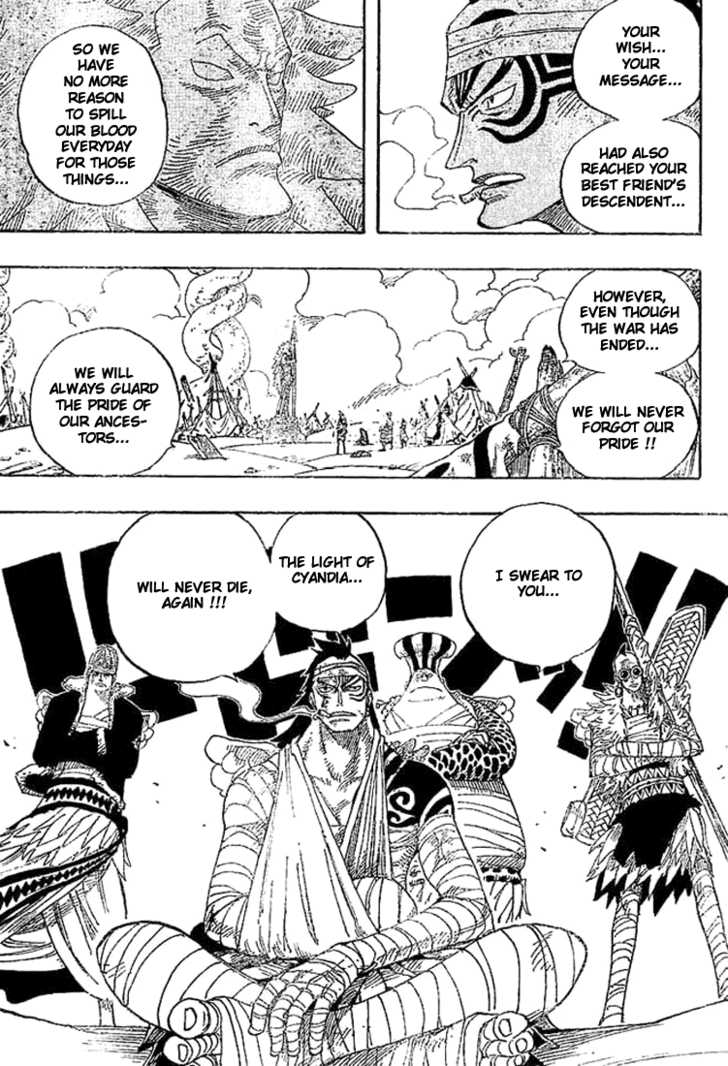 YOUR
WISH...
YOUR
MESSAGE...
HAD ALSO
REACHED YOUR
BEST FRIEND'S
DESCENDENT...
SO WE
HAVE
NO MORE
REASON
TO SPILL
OUR BLOOD
EVERYDAY
FOR THOSE
THINGS...
HOWEVER,
EVEN THOUGH
THE WAR HAS
ENDED...
WE WILL NEVER
FORGOT OUR
PRIDE !!
WE WILL
ALWAYS GUARD
THE PRIDE OF
OUR ANCES-
TORS...
I SWEAR TO
YOU...
THE LIGHT OF
CYANDIA...
WILL NEVER DIE,
AGAIN !!!